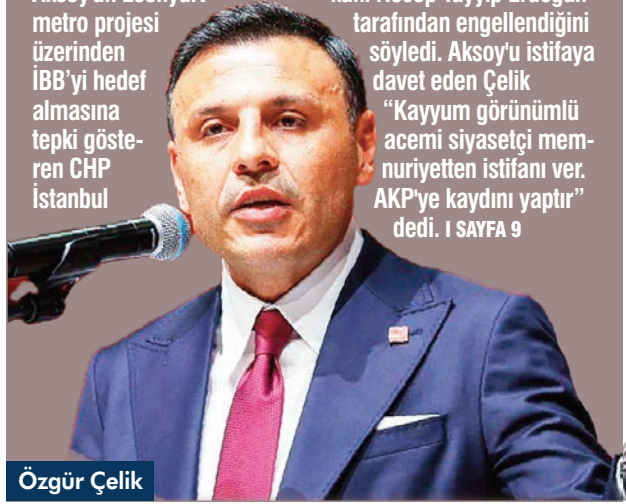 metro projesi
üzerinden
İBB’yi hedef
almasına
tepki göste-
ren CHP
İstanbul
tarafından engellendiğini
söyledi. Aksoy'u istifaya
davet eden Çelik
“Kayyum görünümlü
acemi siyasetçi mem-
nuriyetten istifanı ver.
AKP'ye kaydını yaptır”
dedi. I SAYFA 9
Özgür Çelik